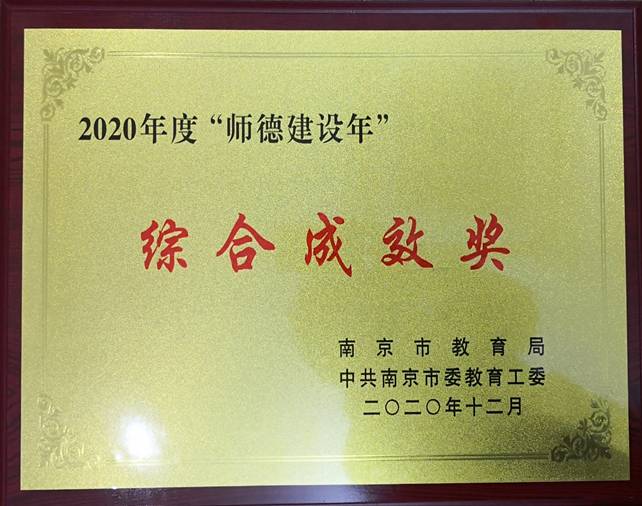 2020年度“师德建设年”
综合成效奖
南京市教育局
中共南京市委教育工委
二〇二〇年十二月